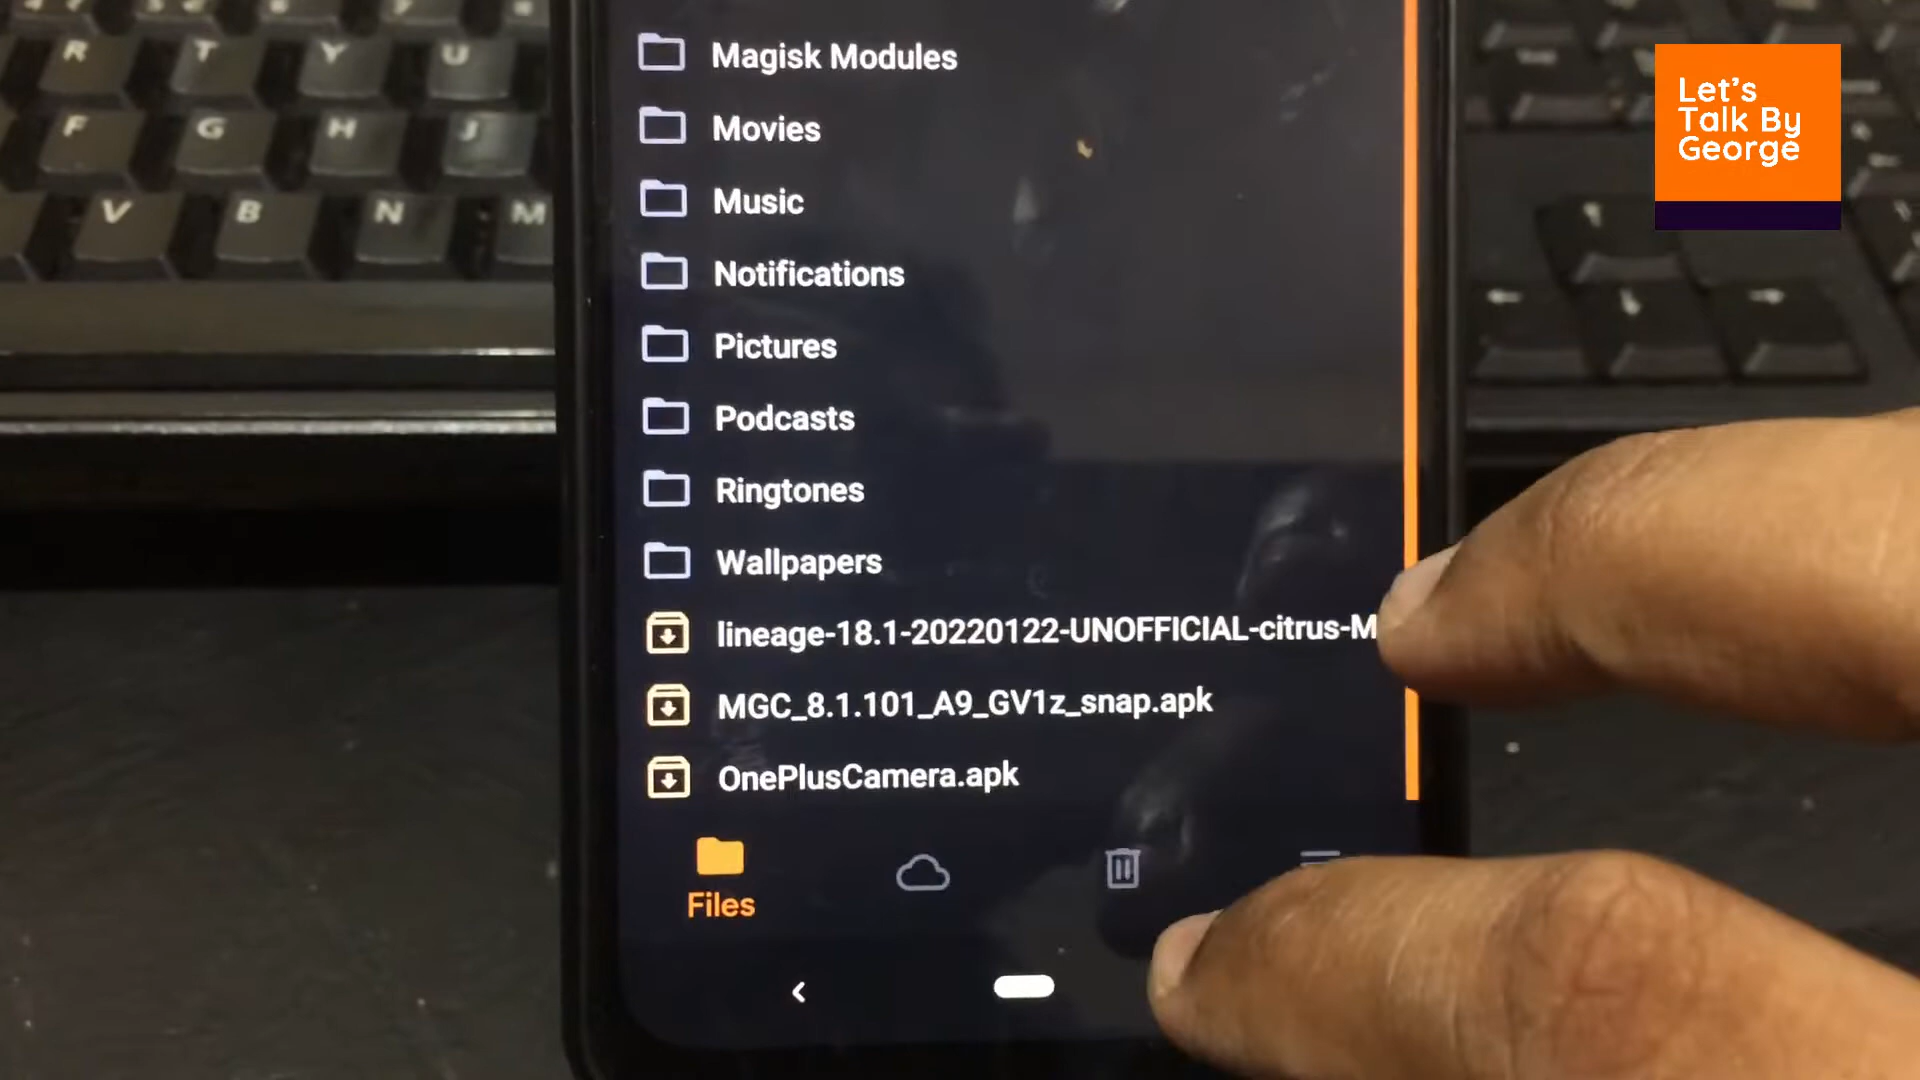 Let's
Talk By
George
R T Y U
F G H J
V B N M
Magisk Modules
Movies
Music
Notifications
Pictures
Podcasts
Ringtones
Wallpapers
lineage-18.1-20220122-UNOFFICIAL-citrus-M
MGC_8.1.101_A9_GV1z_snap.apk
OnePlusCamera.apk
Files